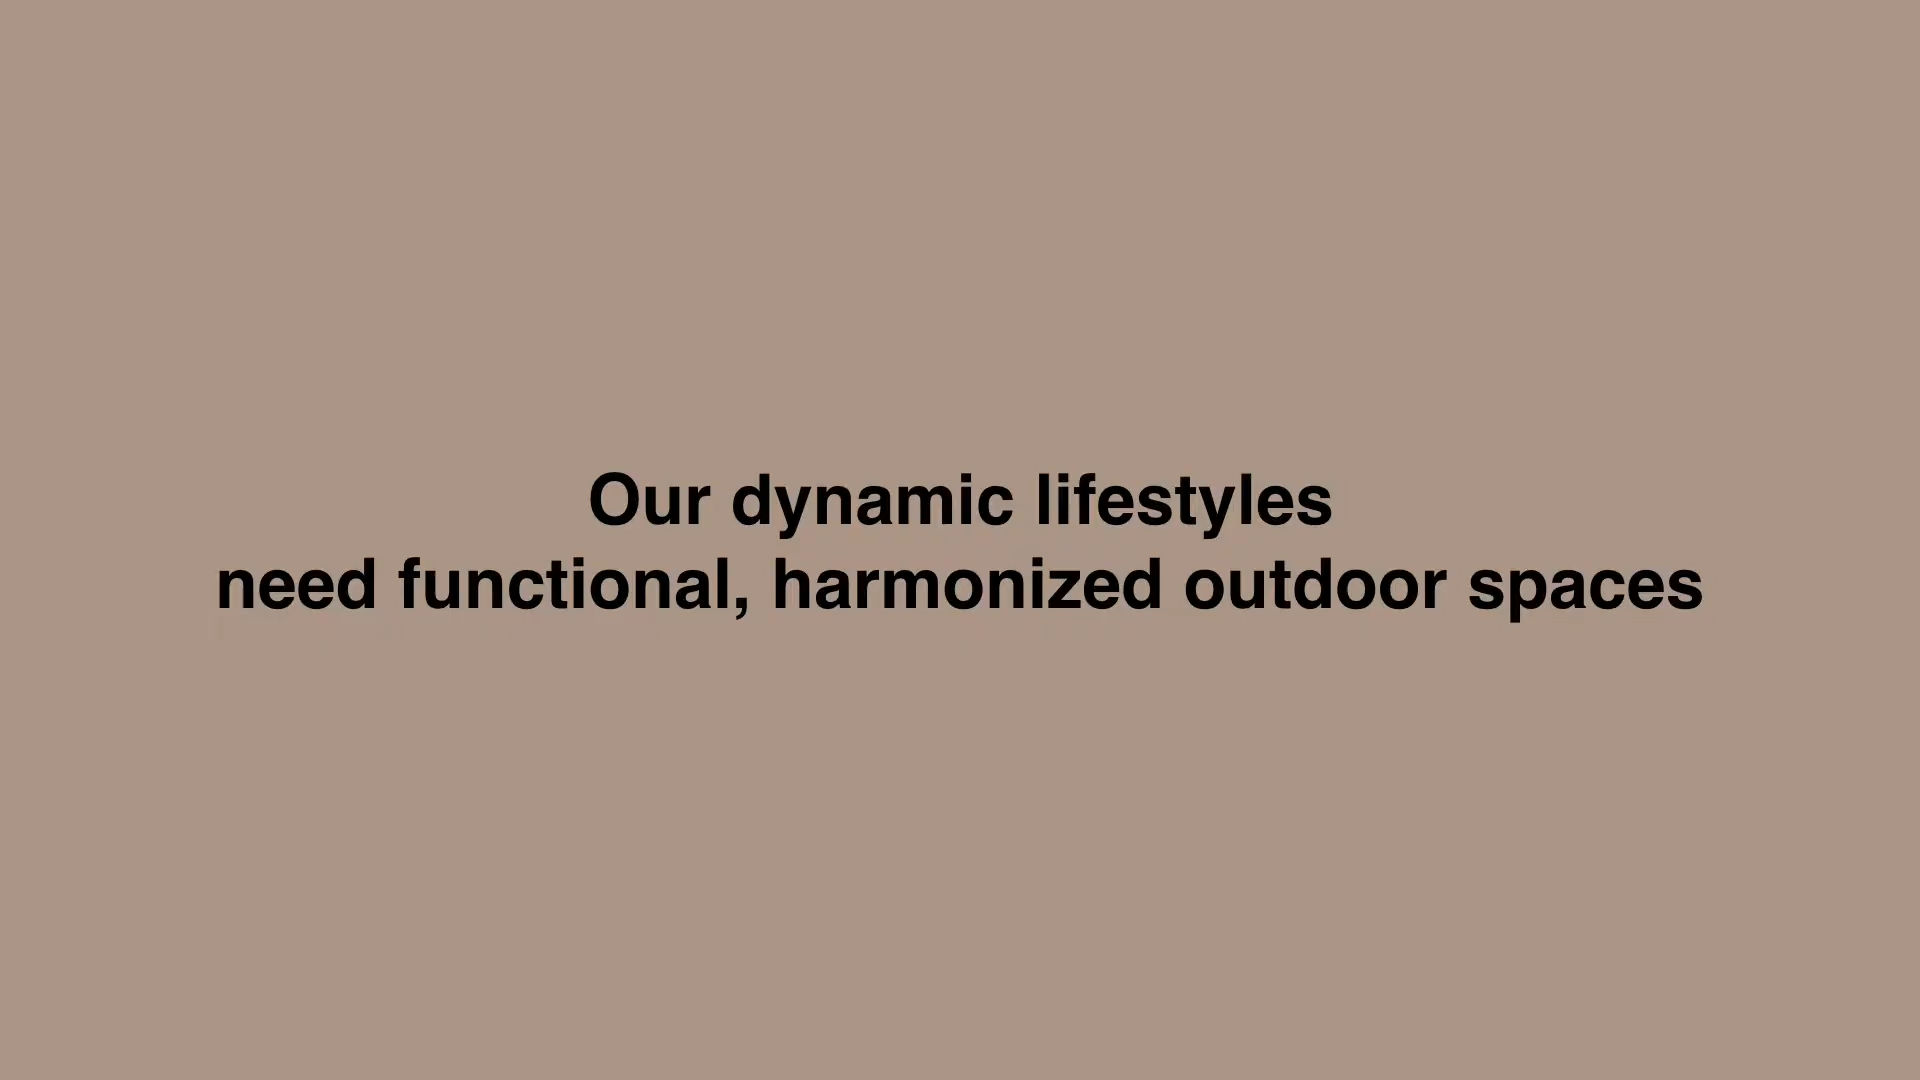 Our dynamic lifestyles
need functional, harmonized outdoor spaces